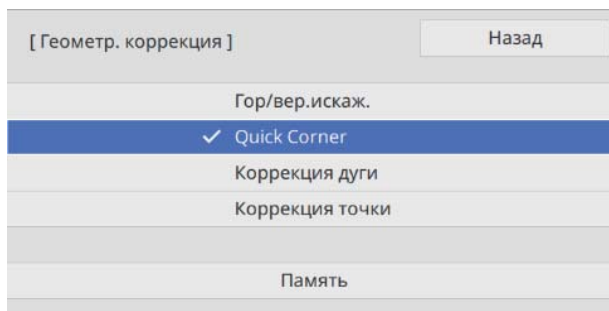 [ Геометр. коррекция ]
Назад
Гор/вер.искаж.
Quick Corner
Коррекция дуги
Коррекция точки
Память